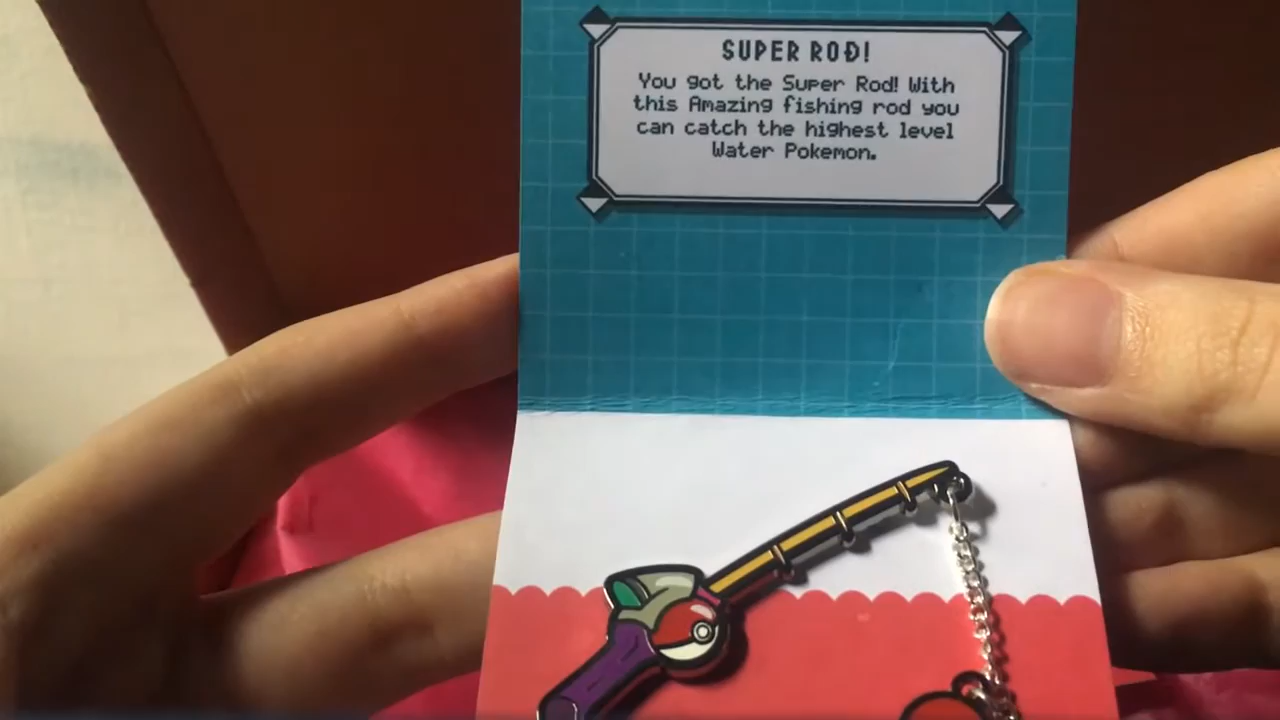 SUPER ROD!
You got the Super Rod! With
this Amazing fishing rod you
can catch the highest level
Water Pokemon.